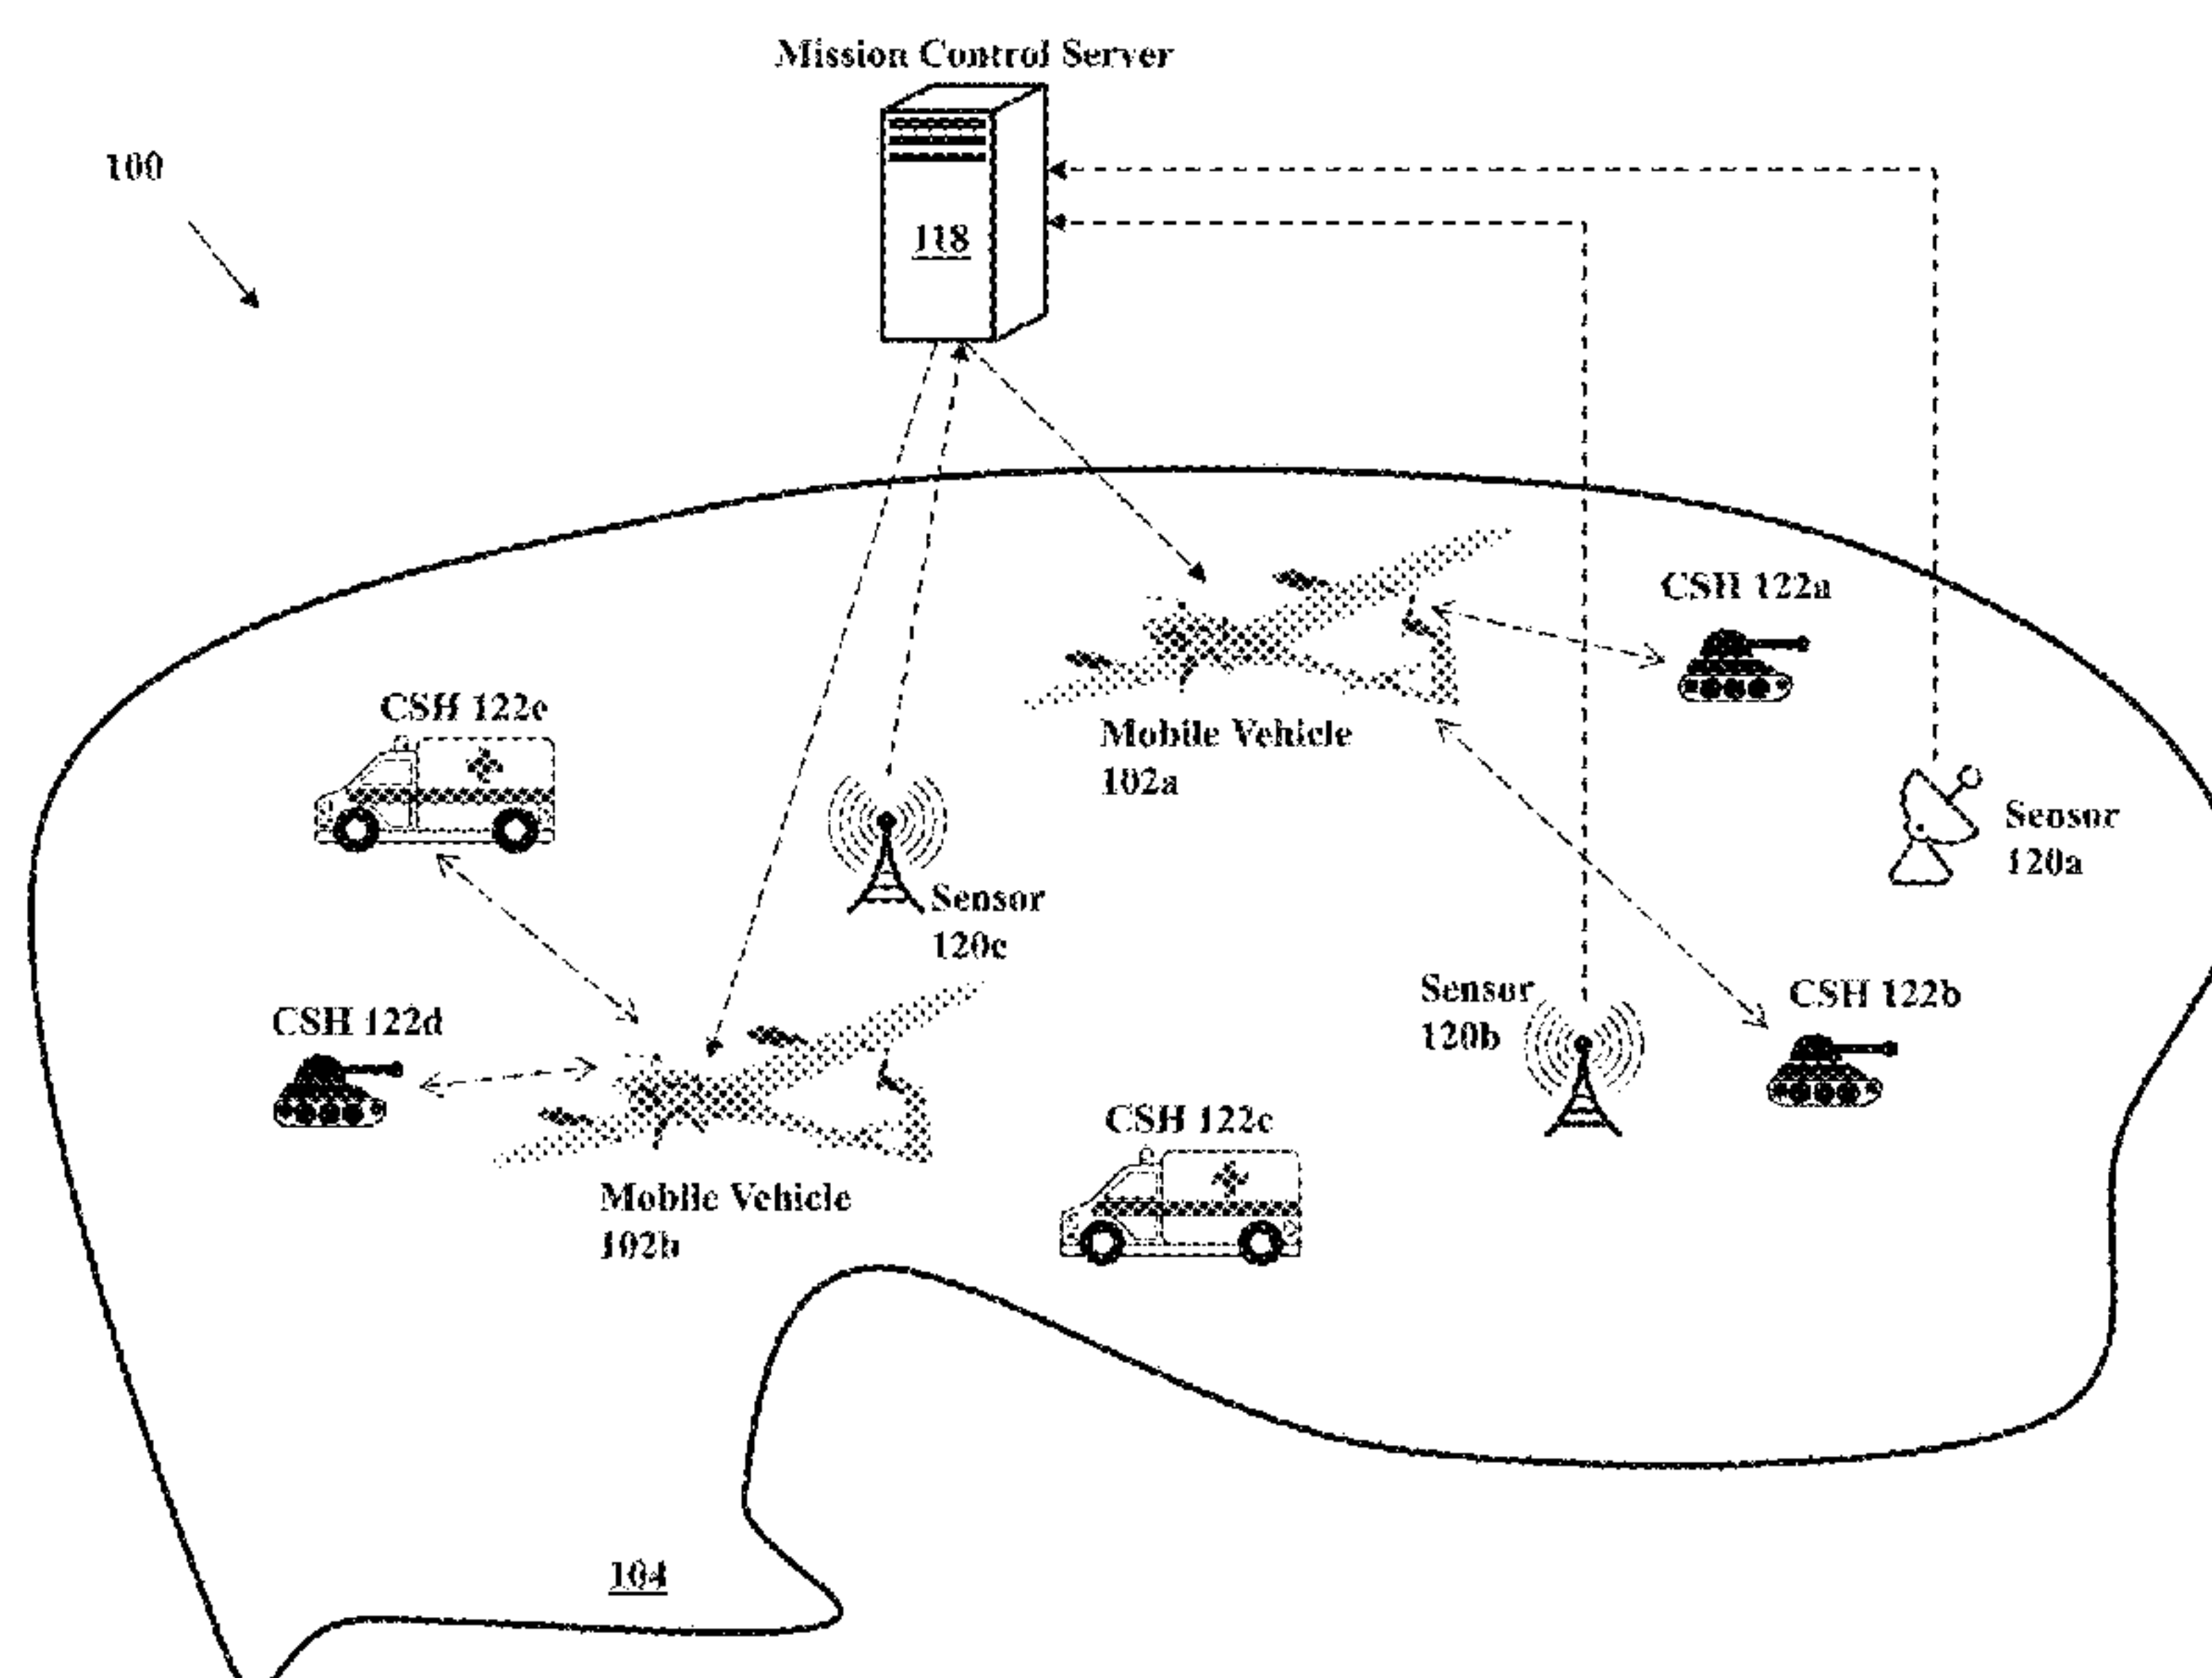 Mission Control Server
100
118
CSH 122a
CSH 122e
Mobile Vehicle
102a
Sensor
120a
Sensor
120c
Sensor
120b
CSH 122b
CSH 122d
CSH 122c
Mobile Vehicle
102b
104